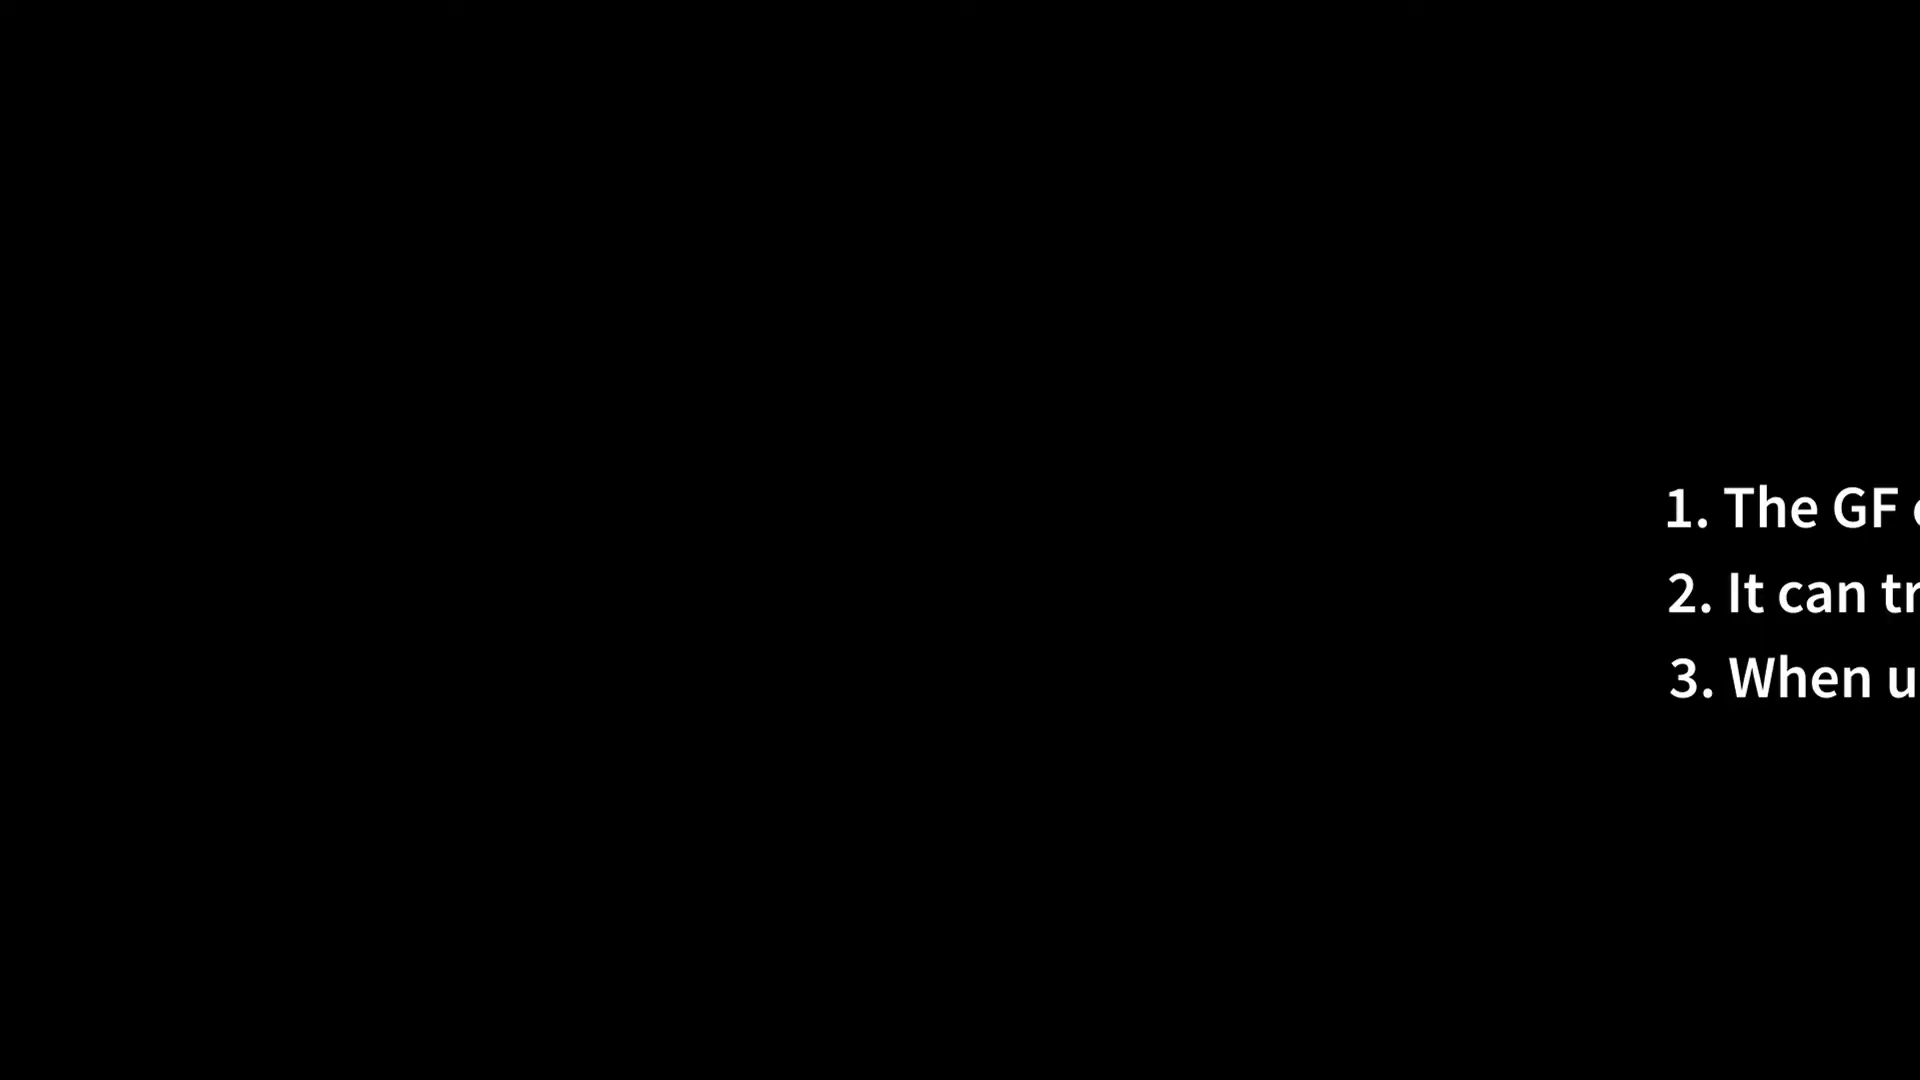 1. The GF
2. It can
3. When